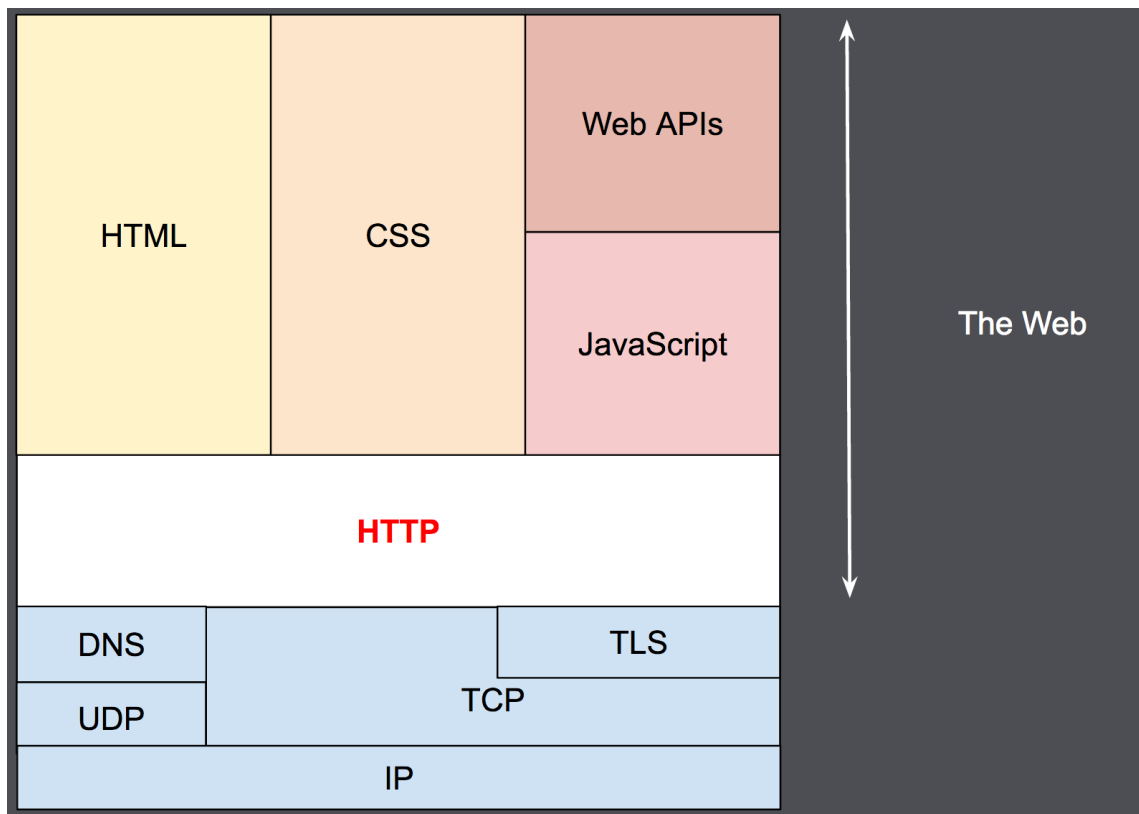 Web APIs
HTML
CSS
JavaScript
The Web
HTTP
DNS
TLS
UDP
TCP
IP